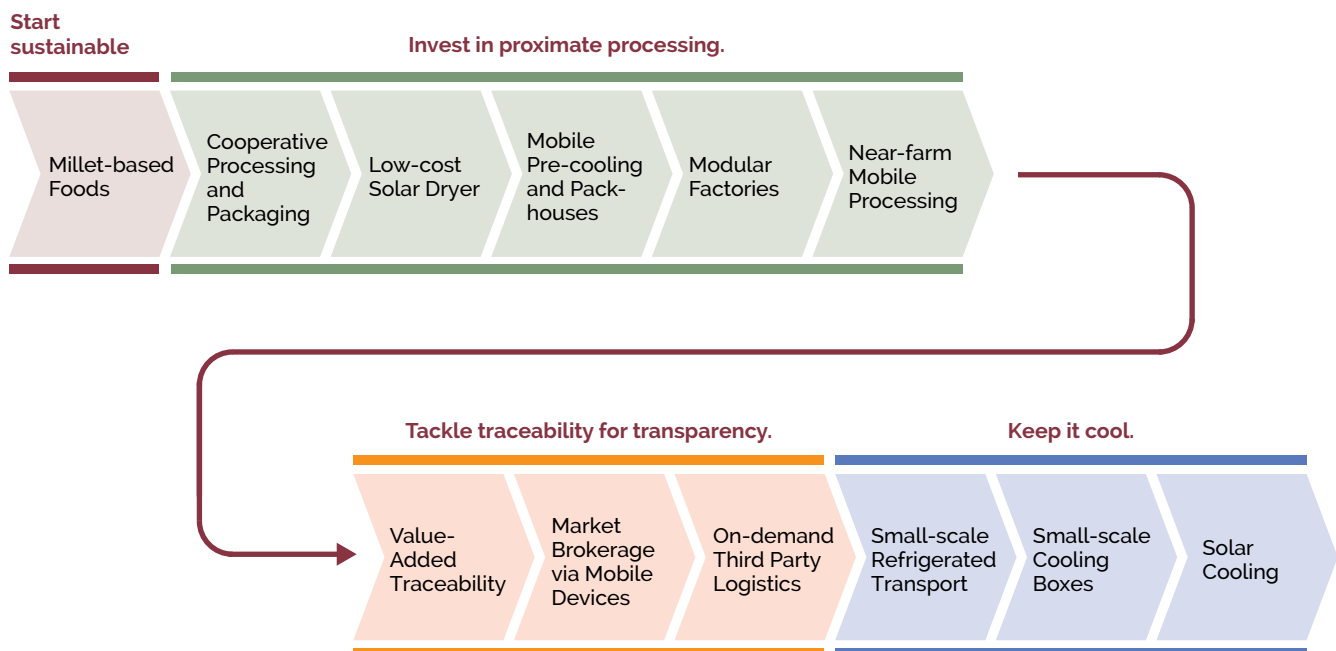 Start
sustainable
Invest in proximate processing.
Millet-based
Foods
Cooperative
Processing
and
Packaging
Low-cost
Solar Dryer
Mobile
Pre-cooling
and Pack-
houses
Modular
Factories
Near-farm
Mobile
Processing
Tackle traceability for transparency.
Keep it cool.
Value-
Added
Traceability
Market
Brokerage
via Mobile
Devices
On-demand
Third Party
Logistics
Small-scale
Refrigerated
Transport
Small-scale
Cooling
Boxes
Solar
Cooling